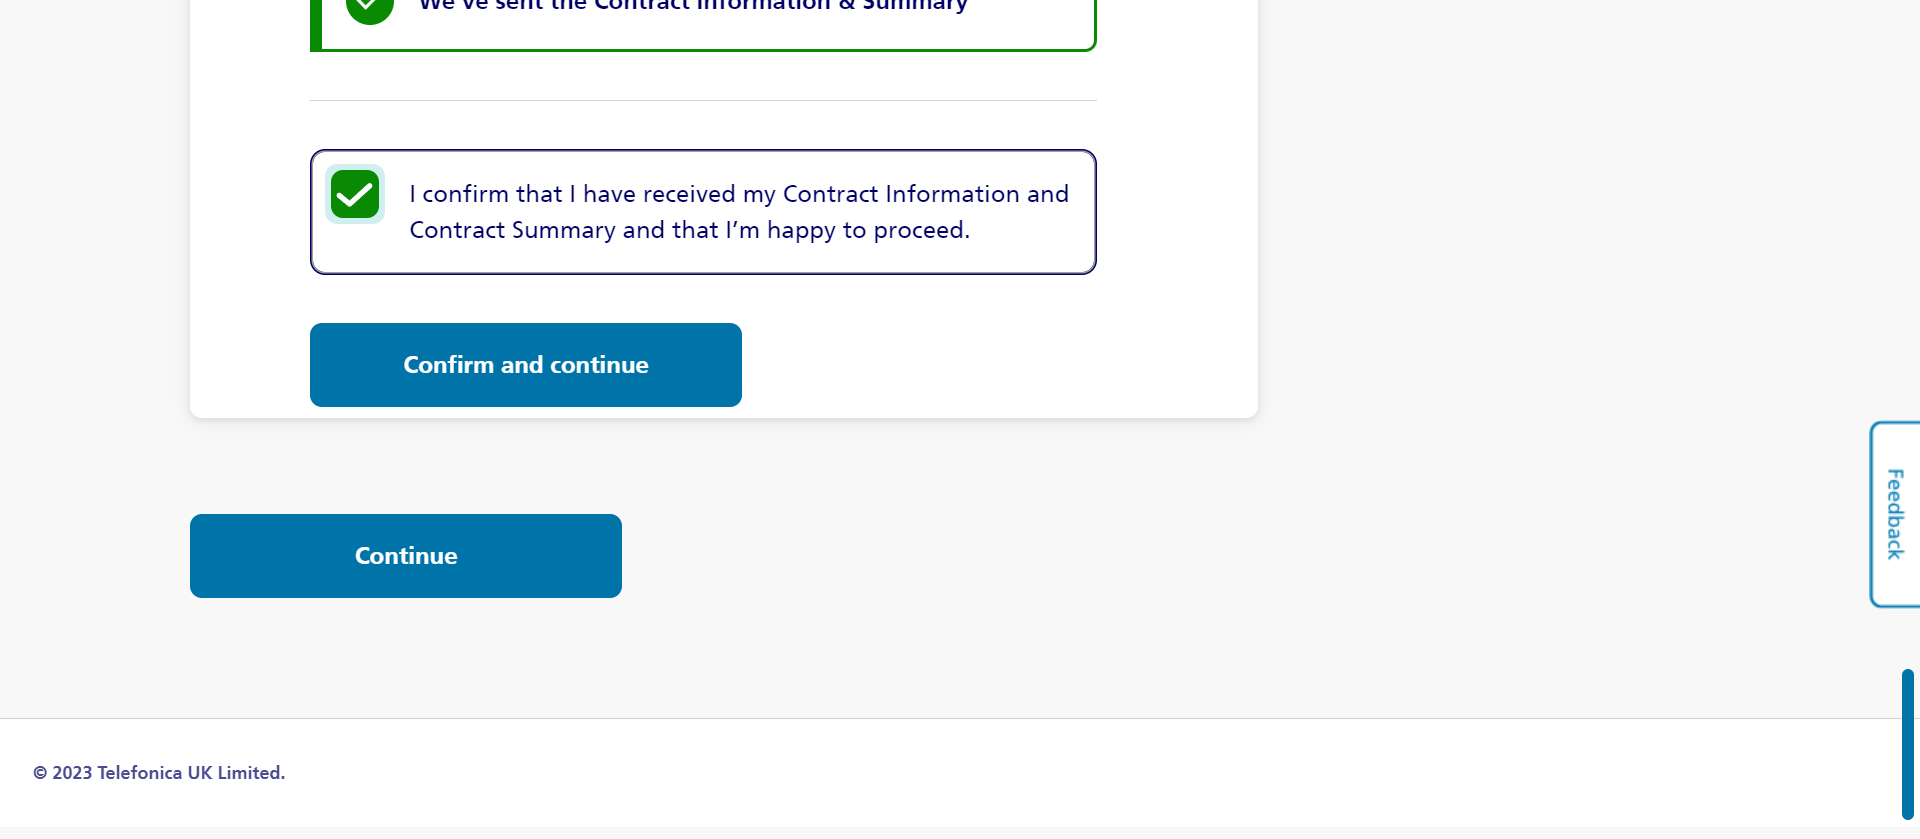 We've sent the Contract Information & Summary
I confirm that I have received my Contract Information and
Contract Summary and that I’m happy to proceed.
Confirm and continue
Feedback
Continue
© 2023 Telefonica UK Limited.